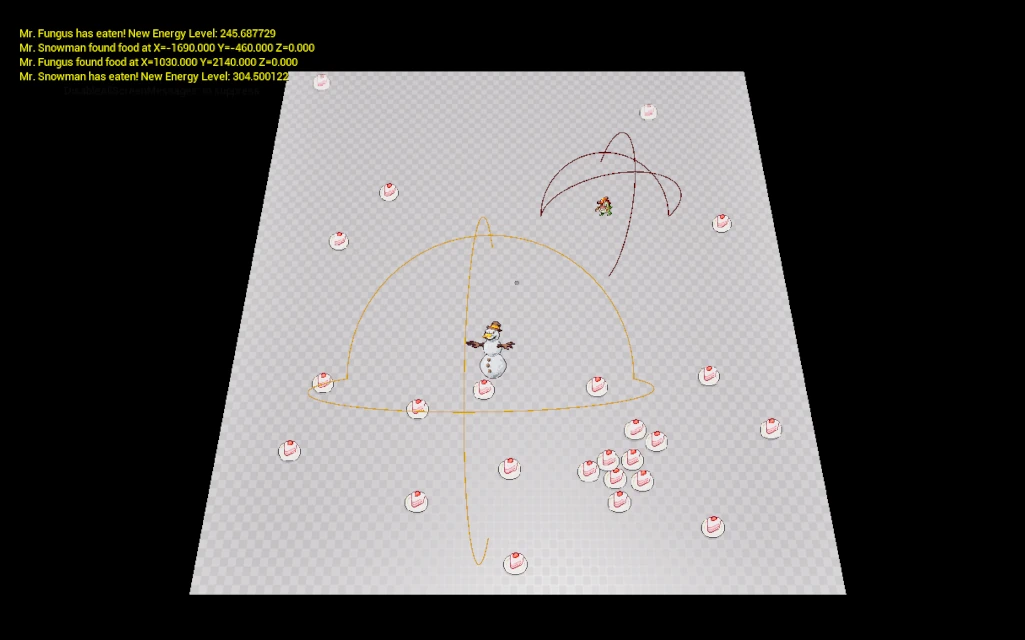 Mr. Fungus has eaten! New Energy Level: 245.687729
Mr. Snowman found food at X=-1690.000 Y=-460.000 Z=0.000
Mr. Fungus found food at X=1030.000 Y=2140.000 Z=0.000
Mr. Snowman has eaten! New Energy Level: 304.500122